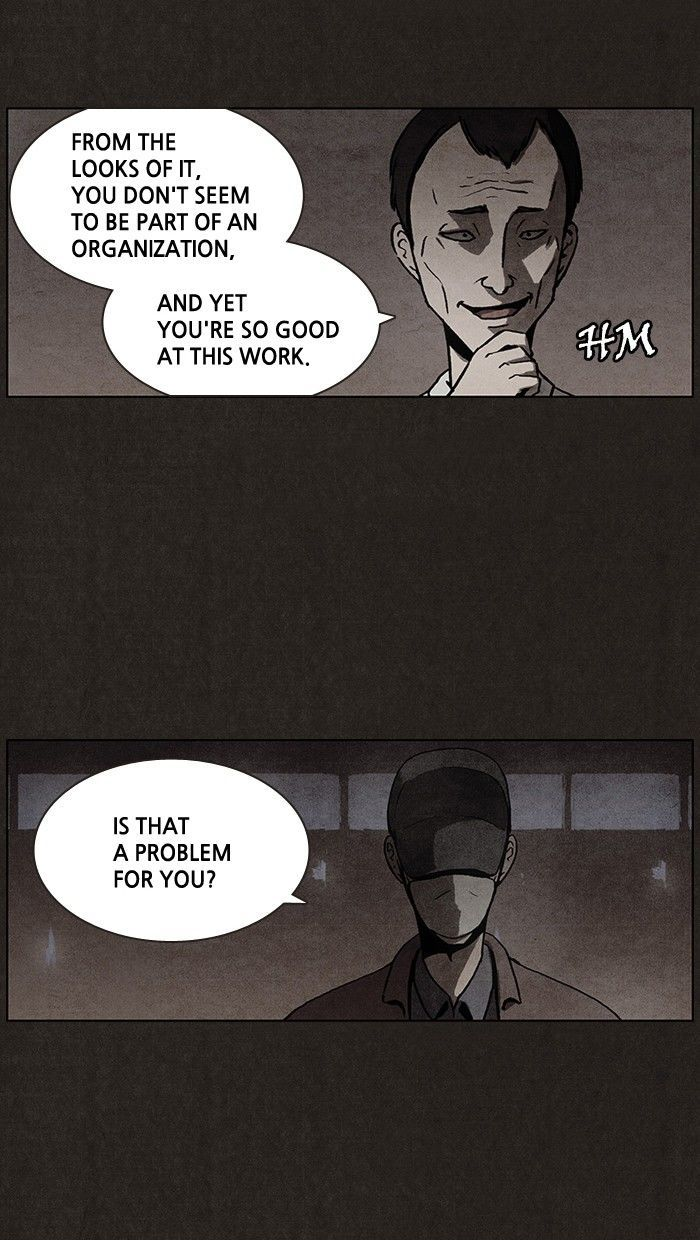 FROM THE
LOOKS OF IT,
YOU DON'T SEEM
TO BE PART OF AN
ORGANIZATION,
AND YET
YOU'RE SO GOOD
AT THIS WORK.
HM
IS THAT
A PROBLEM
FOR YOU?